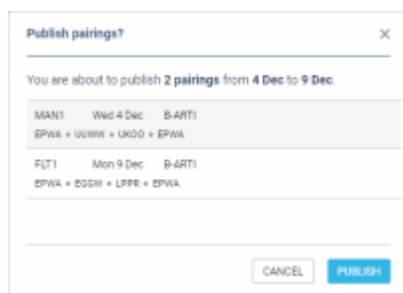 Publish pairings?
You are about to publish 2 pairings from 4 Dec to 9 Dec.
MAN1 Wed 4 Dec B-ARTI
EPWA - UUWW - UKOO - EPWA
FLT1 Mon 9 Dec B-ARTI
EPWA - EGGW - LPPR - EPWA
CANCEL PUBLISH